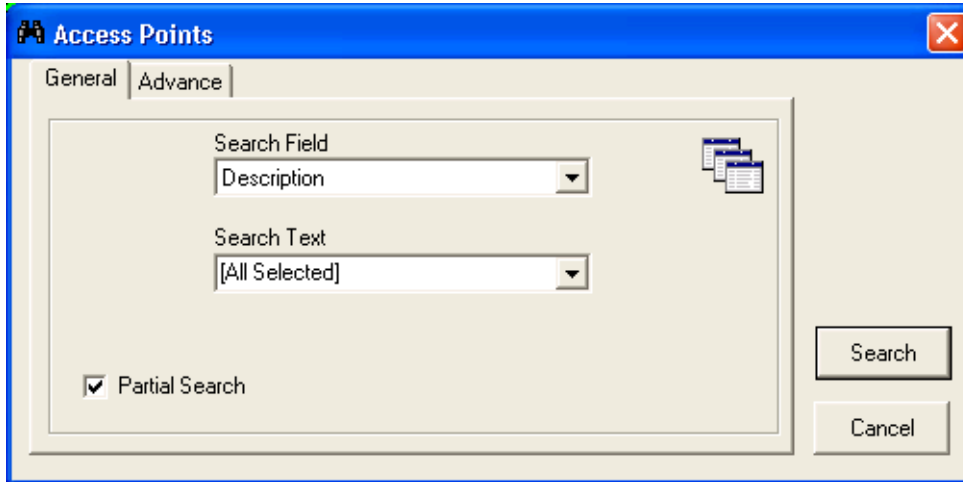 Access Points
General
Advance
Search Field
Description
Search Text
[All Selected]
Partial Search
Search
Cancel